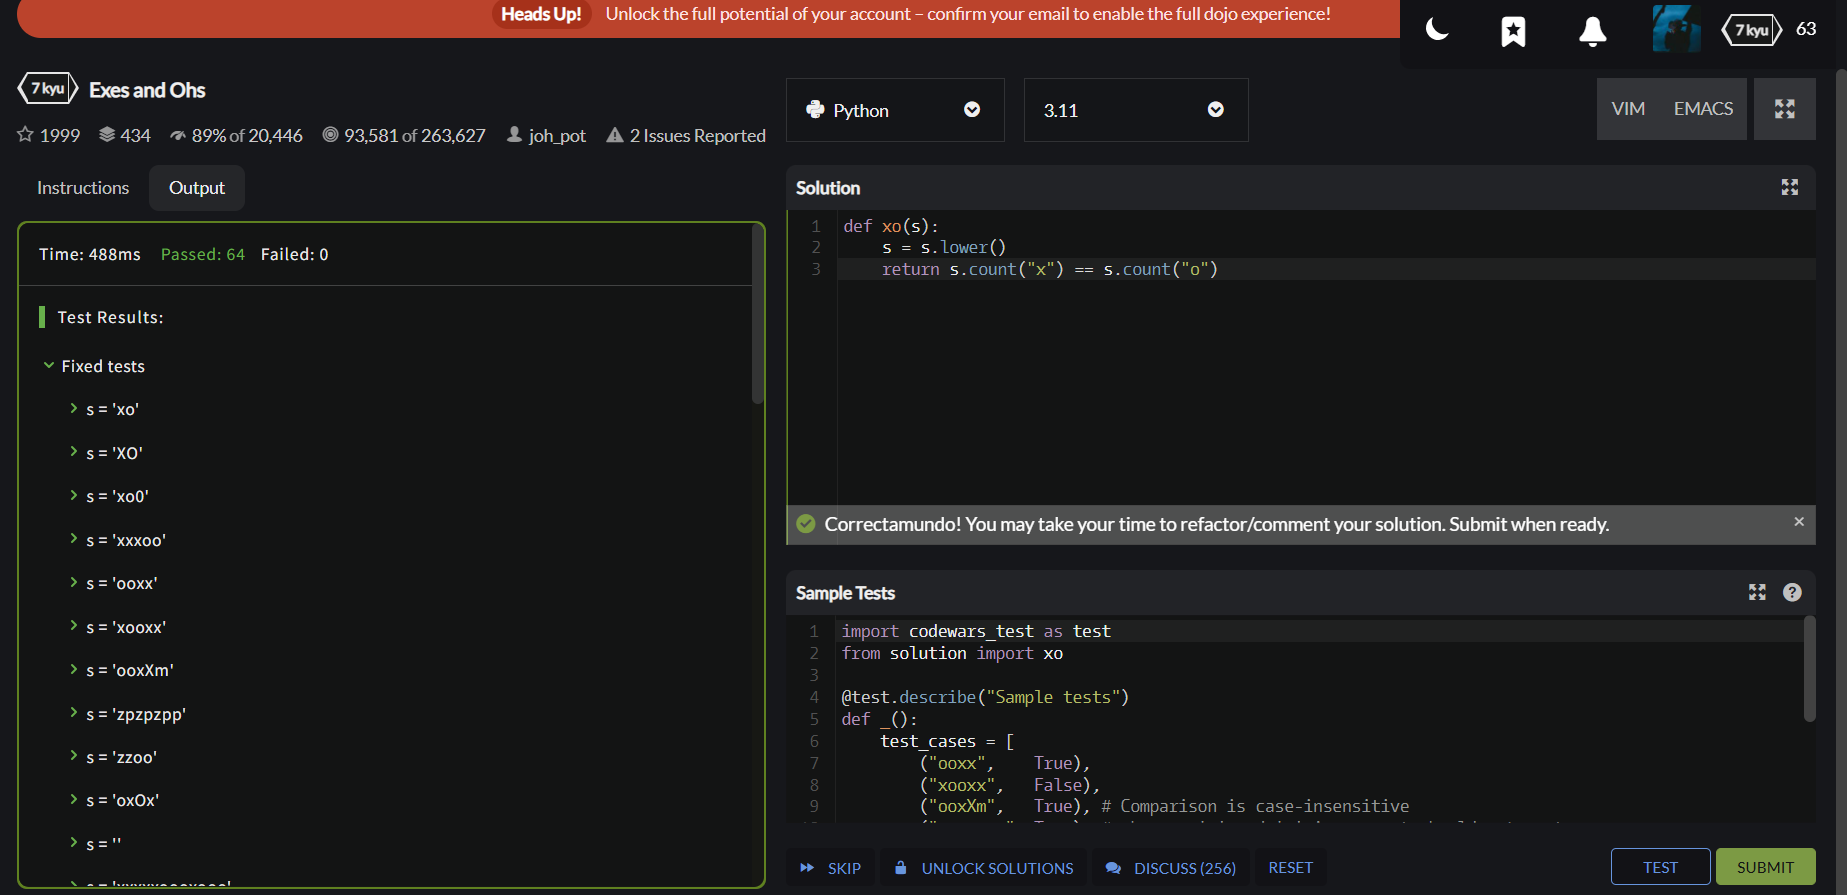 Heads Up! Unlock the full potential of your account – confirm your email to enable the full dojo experience!
7 kyu 63
7 kyu Exes and Ohs
1999 434 89% of 20,446 93,581 of 263,627 joh_pot 2 Issues Reported
Instructions Output
Time: 488ms Passed: 64 Failed: 0
Test Results:
Fixed tests
s = 'xo'
s = 'XO'
s = 'xo0'
s = 'xxxoo'
s = 'ooxx'
s = 'xooxx'
s = 'ooxXm'
s = 'zpzpzpp'
s = 'zzoo'
s = 'oxOx'
s = ''
Python 3.11
VIM EMACS
Solution
1 def xo(s):
2 s = s.lower()
3 return s.count("x") == s.count("o")
Correctamundo! You may take your time to refactor/comment your solution. Submit when ready.
Sample Tests
1 import codewars_test as test
2 from solution import xo
3
4 @test.describe("Sample tests")
5 def _():
6 test_cases = [
7 ("ooxx", True),
8 ("xooxx", False),
9 ("ooxXm", True), # Comparison is case-insensitive
SKIP UNLOCK SOLUTIONS DISCUSS (256) RESET
TEST SUBMIT